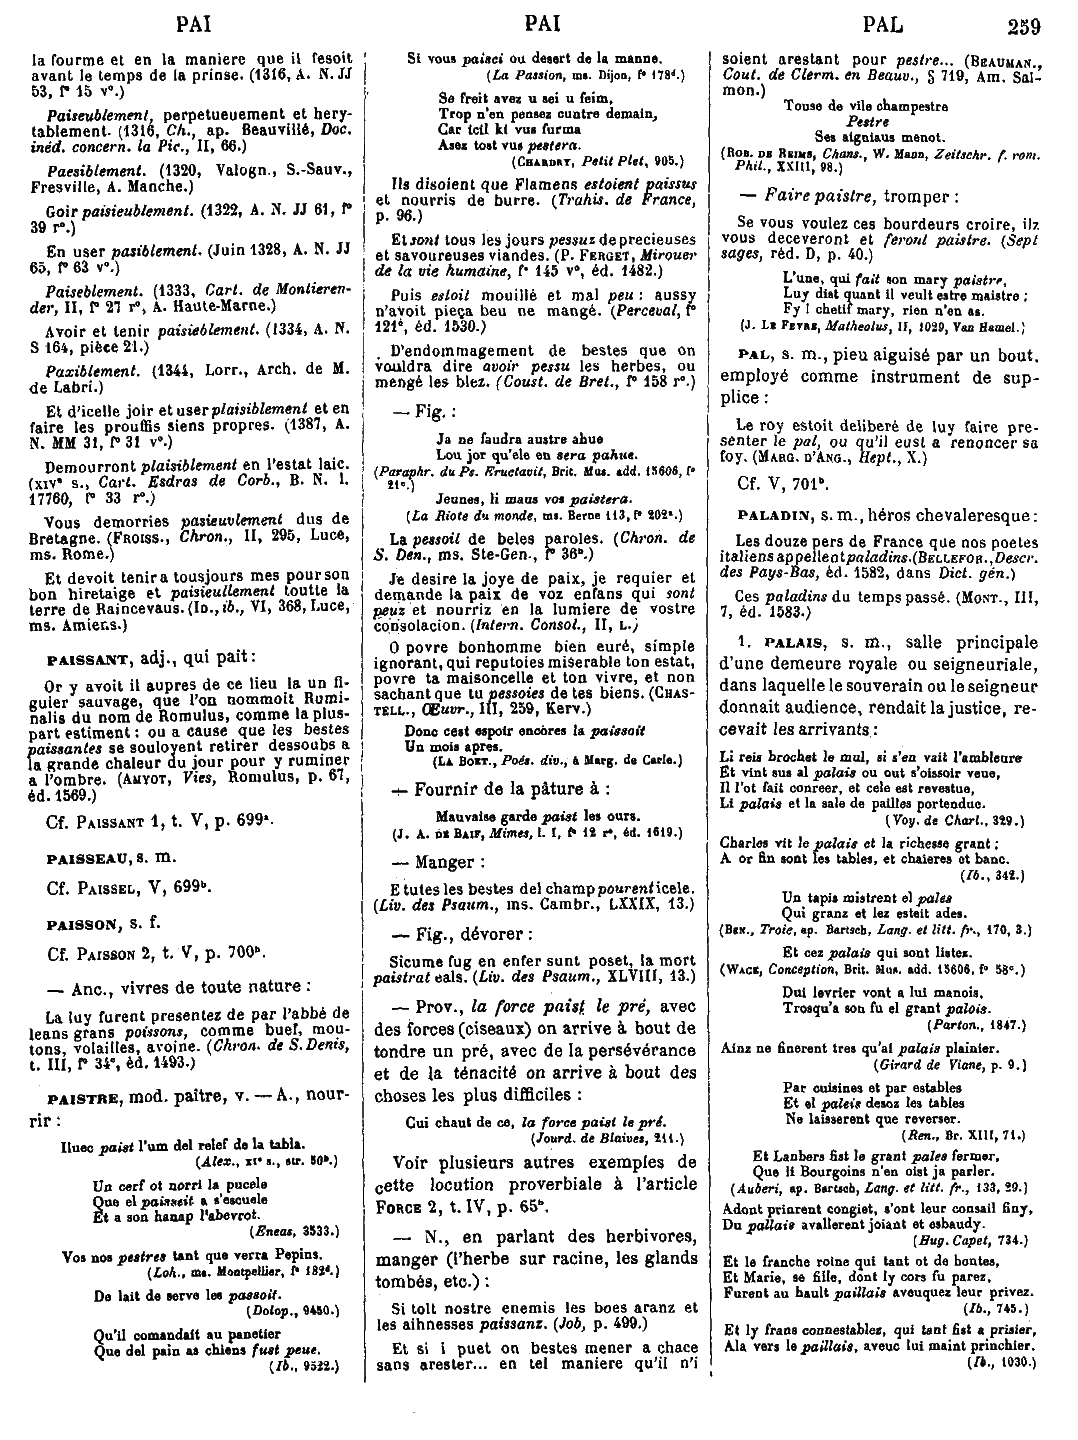 PAI
PAI
PAL
259
la fourme et en la maniere que il fesoit
avant le temps de la prinse. (1316, A. N. JJ
53, f° 15 v°.)
Paiseublement, perpetueuement et hery-
tablement. (1316, Ch., ap. Beauvillé, Doc.
inéd. concern. la Pic., II, 66.)
Paesiblement. (1320, Valogn., S.-Sauv.,
Fresville, A. Manche.)
Goir paisieublement. (1322, A. N. JJ 61, f°
39 r°.)
En user pasiblement. (Juin 1328, A. N. JJ
65, f° 63 v°.)
Paiseblement. (1333, Cart. de Montieren-
der, II, f° 27 r°, A. Haute-Marne.)
Avoir et tenir paisieblement. (1334, A. N.
S 164, pièce 21.)
Paxiblement. (1344, Lorr., Arch. de M.
de Labri.)
Et d'icelle joir et user plaisiblement et en
faire les prouffis siens propres. (1387, A.
N. MM 31, f° 31 v°.)
Demourront plaisiblement en l'estat laic.
(XIV° s., Cart. Esdras de Corb., B. N. l.
17760, f° 33 r°.)
Vous demorries pasieuvlement dus de
Bretagne. (FROISS., Chron., II, 295, Luce,
ms. Rome.)
Et devoit tenir a tousjours mes pour son
bon hiretaige et paisieullement toutte la
terre de Raincevaus. (ID., ib., VI, 368, Luce,
ms. Amiens.)
PAISSANT, adj., qui pait :
Or y avoit il aupres de ce lieu la un fi-
guier sauvage, que l'on nommoit Rumi-
nalis du nom de Romulus, comme la plus-
part estiment : ou a cause que les bestes
paissantes se souloyent retirer dessoubs a
la grande chaleur du jour pour y ruminer
a l'ombre. (AMYOT, Vies, Romulus, p. 67,
éd. 1569.)
Cf. PAISSANT 1, t. V, p. 699ª.
PAISSEAU, s. m.
Cf. PAISSEL, V, 699b.
PAISSON, s. f.
Cf. PAISSON 2, t. V, p. 700b.
— Anc., vivres de toute nature :
La luy furent presentez de par l'abbé de
leans grans poissons, comme buef, mou-
tons, volailles, avoine. (Chron. de S. Denis,
t. III, f° 34°, éd. 1493.)
PAISTRE, mod. paître, v. — A., nour-
rir :
Iluec paist l'um del relef de la tabla.
(Alex., XI° s., str. 50b.)
Un cerf ot norri la pucele
Que el paisseit a s'escuele
Et a son hanap l'abevrot.
(Eneas, 3533.)
Vos nos pestres tant que verra Pepins.
(Loh., ms. Montpellier, f° 182d.)
De lait de serve les passoit.
(Dolop., 9450.)
Qu'il comandast au panetier
Que del pain as chiens fust peue.
(Ib., 9522.)
Si vous paisci ou desert de la manne.
(La Passion, ms. Dijon, f° 178d.)
Se freit avez u sei u feim,
Trop n'en pensez cuntre demain,
Car icil ki vus furma
Asez tost vus pestera.
(CHARDRY, Petit Plet, 905.)
Ils disoient que Flamens estoient paissus
et nourris de burre. (Trahis. de France,
p. 96.)
Et sont tous les jours pessuz de precieuses
et savoureuses viandes. (P. FERGET, Mirouer
de la vie humaine, f° 145 v°, éd. 1482.)
Puis estoit mouillé et mal peu : aussy
n'avoit pieça beu ne mangé. (Perceval, f°
121d, éd. 1530.)
D'endommagement de bestes que on
vouldra dire avoir pessu les herbes, ou
mengé les blez. (Coust. de Bret., f° 158 r°.)
— Fig. :
Ja ne faudra austre ahue
Lou jor qu'ele en sera pahue.
(Paraphr. du Ps. Eructavit, Brit. Mus. add. 15606, f°
21c.)
Jeunes, li maus vos paistera.
(La Riote du monde, ms. Berne 113, f° 202ª.)
La pessoil de beles paroles. (Chron. de
S. Den., ms. Ste-Gen., f° 36b.)
Je desire la joye de paix, je requier et
demande la paix de voz enfans qui sont
peuz et nourriz en la lumiere de vostre
consolacion. (Intern. Consol., II, L.)
O povre bonhomme bien euré, simple
ignorant, qui reputoies miserable ton estat,
povre ta maisoncelle et ton vivre, et non
sachant que tu pessoies de tes biens. (CHAS-
TELL., Œuvr., III, 259, Kerv.)
Donc cest espoir encores la paissoit
Un mois apres.
(LA BOET., Poés. div., à Marg. de Carle.)
— Fournir de la pâture à :
Mauvaise garde paist les ours.
(J. A. DE BAIF, Mimes, l. I, f° 12 r°, éd. 1619.)
— Manger :
E tutes les bestes del champ pourent icele.
(Liv. des Psaum., ms. Cambr., LXXIX, 13.)
— Fig., dévorer :
Sicume fug en enfer sunt poset, la mort
paistrat eals. (Liv. des Psaum., XLVIII, 13.)
— Prov., la force paist le pré, avec
des forces (ciseaux) on arrive à bout de
tondre un pré, avec de la persévérance
et de la ténacité on arrive à bout des
choses les plus difficiles :
Cui chaut de ce, la force paist le pré.
(Jourd. de Blaives, 211.)
Voir plusieurs autres exemples de
cette locution proverbiale à l'article
FORCE 2, t. IV, p. 65b.
— N., en parlant des herbivores,
manger (l'herbe sur racine, les glands
tombés, etc.) :
Si tolt nostre enemis les boes aranz et
les aihnesses paissanz. (Job, p. 499.)
Et si i puet on bestes mener a chace
sans arester... en tel maniere qu'il n'i
soient arestant pour pestre... (BEAUMAN.,
Cout. de Clerm. en Beauv., § 719, Am. Sal-
mon.)
Touse de vile champestre
Pestre
Ses aigniaus menot.
(ROB. DE REIMS, Chans., W. Mann, Zeitschr. f. rom.
Phil., XXIII, 98.)
— Faire paistre, tromper :
Se vous voulez ces bourdeurs croire, ilz
vous deceveront et feront paistre. (Sept
sages, réd. D, p. 40.)
L'une, qui fait son mary paistre,
Luy dist quant il veult estre maistre :
Fy ! chetif mary, rien n'en as.
(J. LE FEVRE, Matheolus, II, 1029, Van Hamel.)
PAL, s. m., pieu aiguisé par un bout,
employé comme instrument de sup-
plice :
Le roy estoit deliberé de luy faire pre-
senter le pal, ou qu'il eust a renoncer sa
foy. (MARG. D'ANG., Hept., X.)
Cf. V, 701b.
PALADIN, s. m., héros chevaleresque :
Les douze pers de France que nos poetes
italiens appellent paladins. (BELLEFOR., Descr.
des Pays-Bas, éd. 1582, dans Dict. gén.)
Ces paladins du temps passé. (MONT., III,
7, éd. 1583.)
1. PALAIS, s. m., salle principale
d'une demeure royale ou seigneuriale,
dans laquelle le souverain ou le seigneur
donnait audience, rendait la justice, re-
cevait les arrivants :
Li reis brochet le mul, si s'en vait l'ambleure
Et vint sus al palais ou out s'oissoir veue,
Il l'ot fait conreer, et cele est revestue,
Li palais et la sale de pailles portendue.
(Voy. de Charl., 329.)
Charles vit le palais et la richesse grant ;
A or fin sont les tables, et chaieres et banc.
(Ib., 342.)
Un tapis mistrent el pales
Qui granz et lez esteit ades.
(BEN., Troie, ap. Bartsch, Lang. et litt. fr., 170, 3.)
Et cez palais qui sont listez.
(WACE, Conception, Brit. Mus. add. 15606, f° 58c.)
Dui levrier vont a lui manois,
Trosqu'a son fu el grant palois.
(Parton., 1847.)
Ainz ne finerent tres qu'al palais plainier.
(Girard de Viane, p. 9.)
Par cuisines et par estables
Et el paleis desoz les tables
Ne laisserent que reverser.
(Ren., Br. XIII, 71.)
Et Lanbers fist le grant pales fermer,
Que li Bourgoins n'en oist ja parler.
(Auberi, ap. Bartsch, Lang. et litt. fr., 133, 29.)
Adont prinrent congiet, s'ont leur consail finy,
Du pallais avallerent joiant et esbaudy.
(Hug. Capet, 734.)
Et le franche roine qui tant ot de bontes,
Et Marie, se fille, dont ly cors fu parez,
Furent au hault paillais aveuquez leur privez.
(Ib., 745.)
Et ly frans connestablez, qui tant fist a prisier,
Ala vers le paillais, aveuc lui maint princhier.
(Ib., 1030.)